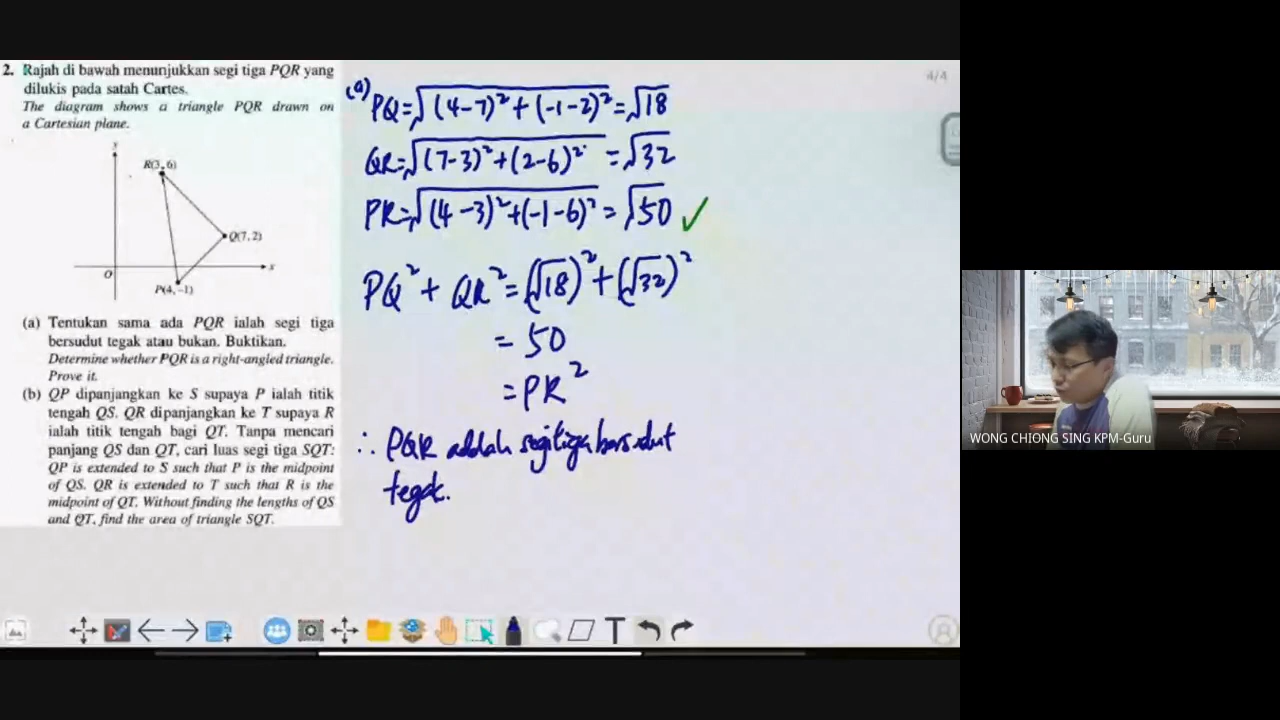 2. Rajah di bawah menunjukkan segi tiga PQR yang
dilukis pada satah Cartes.
The diagram shows a triangle PQR drawn on
a Cartesian plane.
y
R(3, 6)
Q(7, 2)
O
x
P(4, −1)
(a) Tentukan sama ada PQR ialah segi tiga
bersudut tegak atau bukan. Buktikan.
Determine whether PQR is a right-angled triangle.
Prove it.
(b) QP dipanjangkan ke S supaya P ialah titik
tengah QS. QR dipanjangkan ke T supaya R
ialah titik tengah bagi QT. Tanpa mencari
panjang QS dan QT, cari luas segi tiga SQT.
QP is extended to S such that P is the midpoint
of QS. QR is extended to T such that R is the
midpoint of QT. Without finding the lengths of QS
and QT, find the area of triangle SQT.
(a) PQ = √(4−7)² + (−1−2)² = √18
QR = √(7−3)² + (2−6)² = √32
PR = √(4−3)² + (−1−6)² = √50 ✓
PQ² + QR² = (√18)² + (√32)²
= 50
= PR²
∴ PQR adalah segitiga bersudut
tegak.
4/4
T
WONG CHIONG SING KPM-Guru